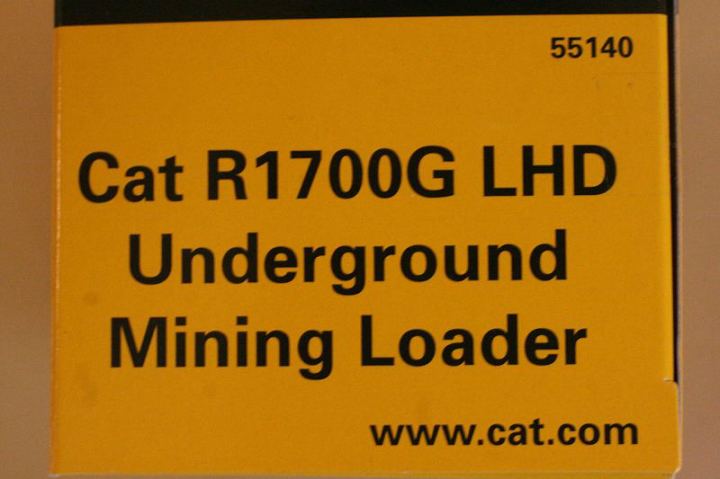 55140
Cat R1700G LHD
Underground
Mining Loader
www.cat.com